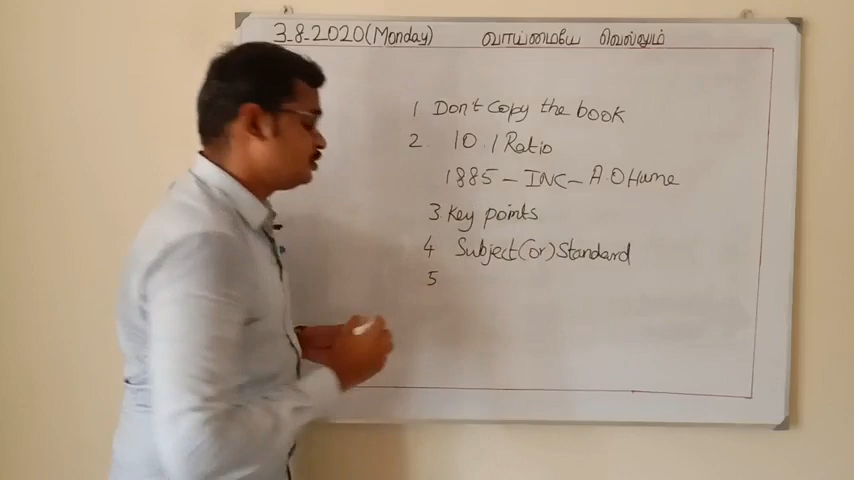 3-8-2020(Monday) வாய்மையே வெல்லும்
1 Don't Copy the book
2. 10.1 Ratio
1885 - INC - A.O Hume
3 Key points
4 Subject(or)Standard
5